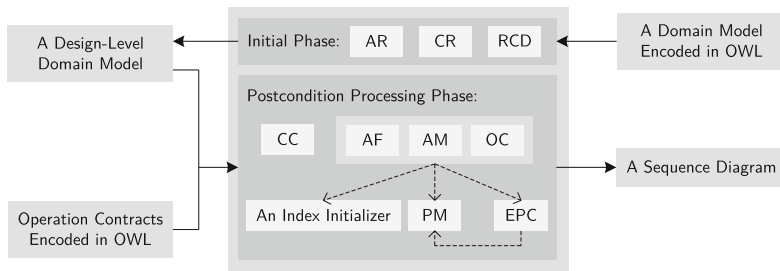 A Design-Level
Domain Model
Initial Phase: AR CR RCD
A Domain Model
Encoded in OWL
Postcondition Processing Phase:
CC AF AM OC
A Sequence Diagram
An Index Initializer PM EPC
Operation Contracts
Encoded in OWL